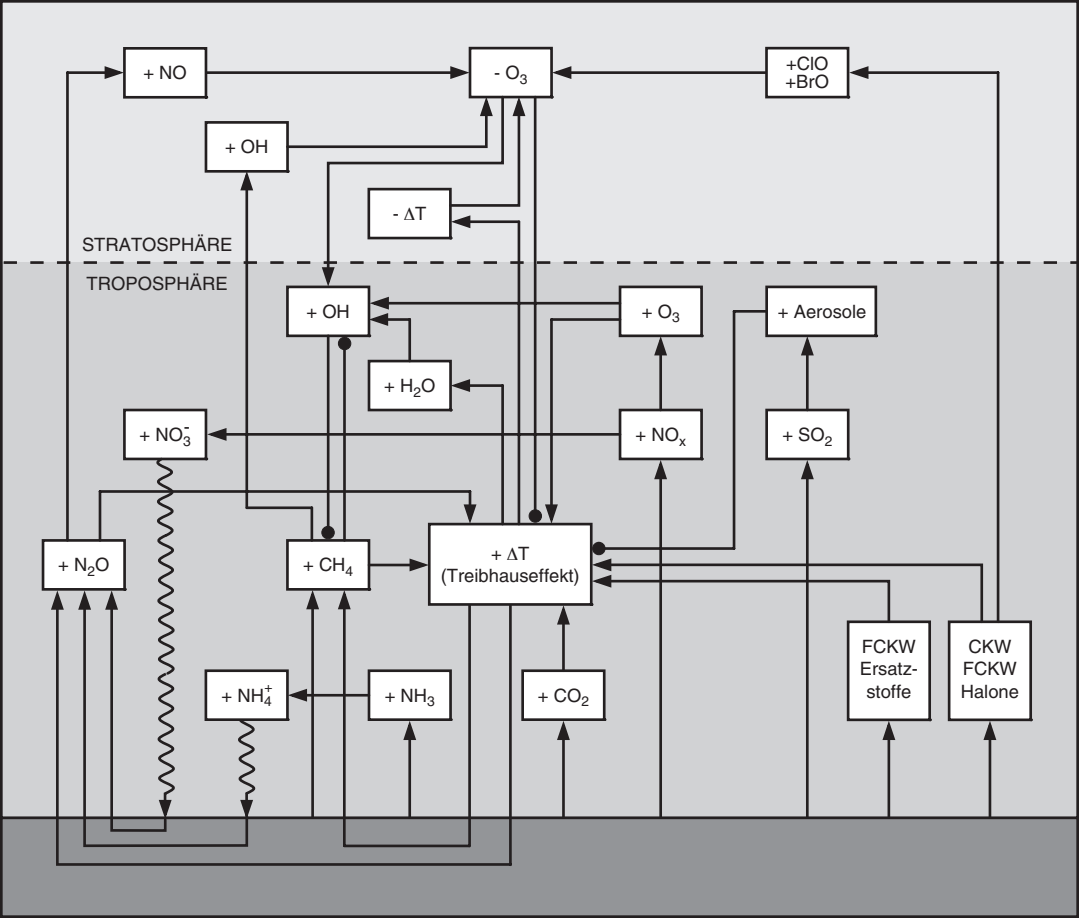 + NO
- O₃
+ClO
+BrO
+ OH
- ΔT
STRATOSPHÄRE
TROPOSPHÄRE
+ OH
+ O₃
+ Aerosole
+ H₂O
+ NO₃⁻
+ NOₓ
+ SO₂
+ N₂O
+ CH₄
+ ΔT
(Treibhauseffekt)
FCKW
Ersatz-
stoffe
CKW
FCKW
Halone
+ NH₄⁺
+ NH₃
+ CO₂